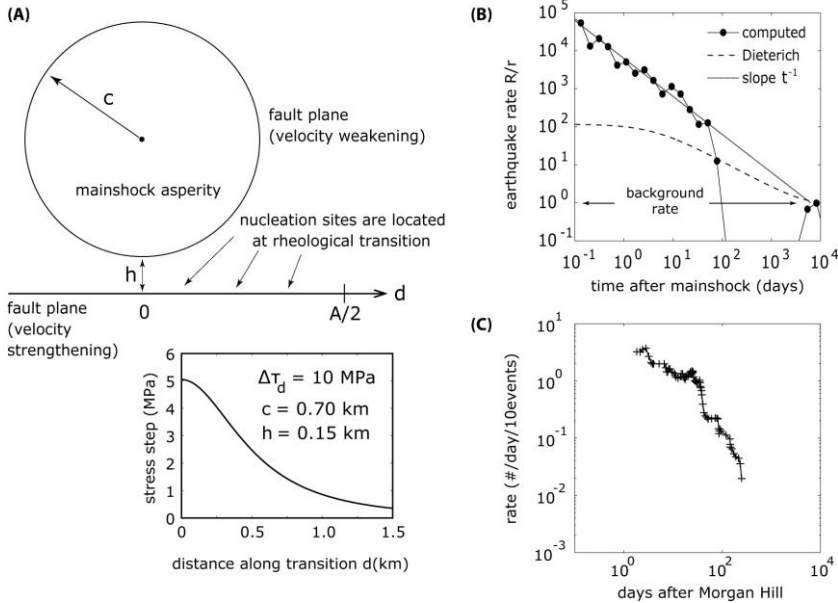 (A)
c
fault plane
(velocity weakening)
mainshock asperity
nucleation sites are located
at rheological transition
h
d
fault plane
(velocity
strengthening)
0
A/2
6
5
4
3
2
1
0
stress step (MPa)
Δτd = 10 MPa
c = 0.70 km
h = 0.15 km
0
0.5
1.0
1.5
distance along transition d(km)
(B)
10^5
10^4
10^3
10^2
10^1
10^0
10^-1
earthquake rate R/r
computed
Dieterich
slope t^-1
background
rate
10^-1
10^0
10^1
10^2
10^3
10^4
time after mainshock (days)
(C)
10^1
10^0
10^-1
10^-2
10^-3
rate (#/day/10events)
10^0
10^2
10^4
days after Morgan Hill